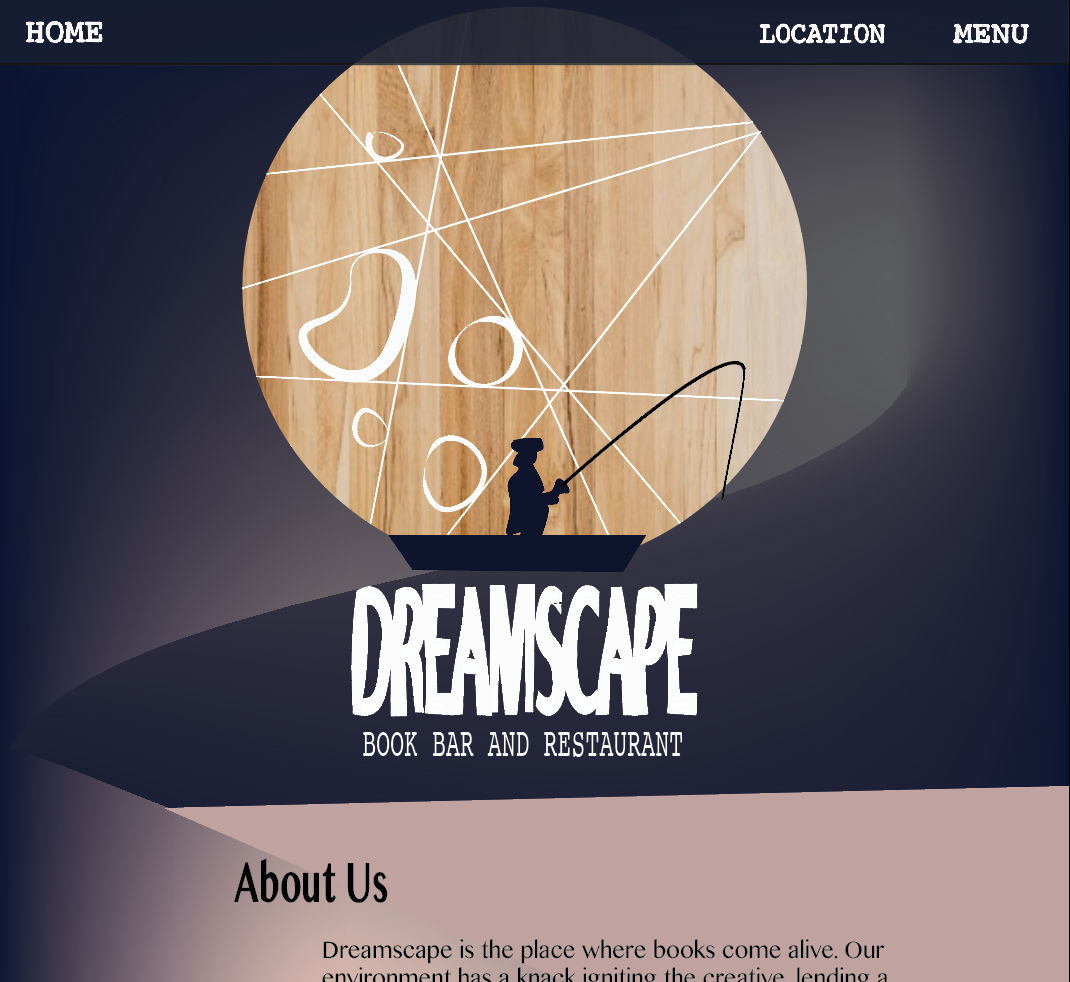 HOME
LOCATION
MENU
DREAMSCAPE
BOOK BAR AND RESTAURANT
About Us
Dreamscape is the place where books come alive. Our
environment has a knack igniting the creative, lending a